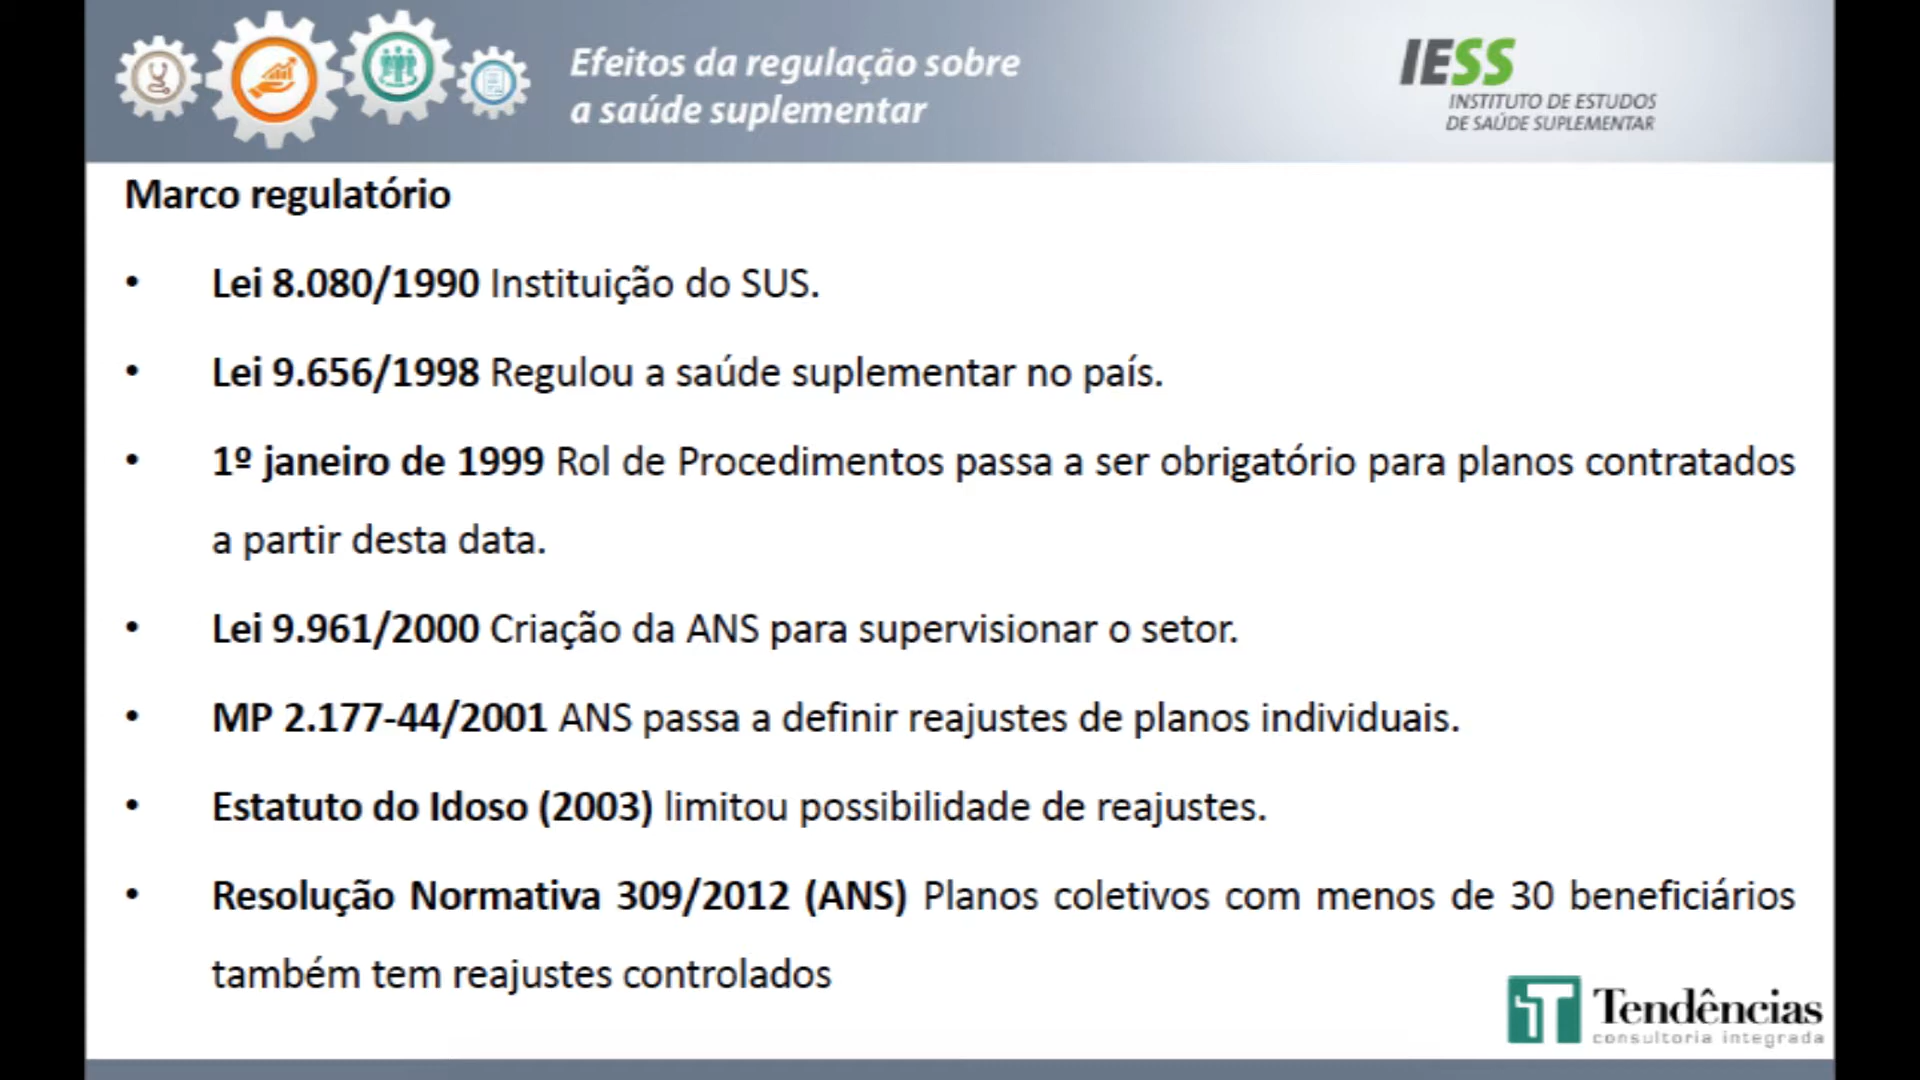 Efeitos da regulação sobre
a saúde suplementar
IESS
INSTITUTO DE ESTUDOS
DE SAÚDE SUPLEMENTAR
Marco regulatório
• Lei 8.080/1990 Instituição do SUS.
• Lei 9.656/1998 Regulou a saúde suplementar no país.
• 1º janeiro de 1999 Rol de Procedimentos passa a ser obrigatório para planos contratados
a partir desta data.
• Lei 9.961/2000 Criação da ANS para supervisionar o setor.
• MP 2.177-44/2001 ANS passa a definir reajustes de planos individuais.
• Estatuto do Idoso (2003) limitou possibilidade de reajustes.
• Resolução Normativa 309/2012 (ANS) Planos coletivos com menos de 30 beneficiários
também tem reajustes controlados
Tendências
consultoria integrada